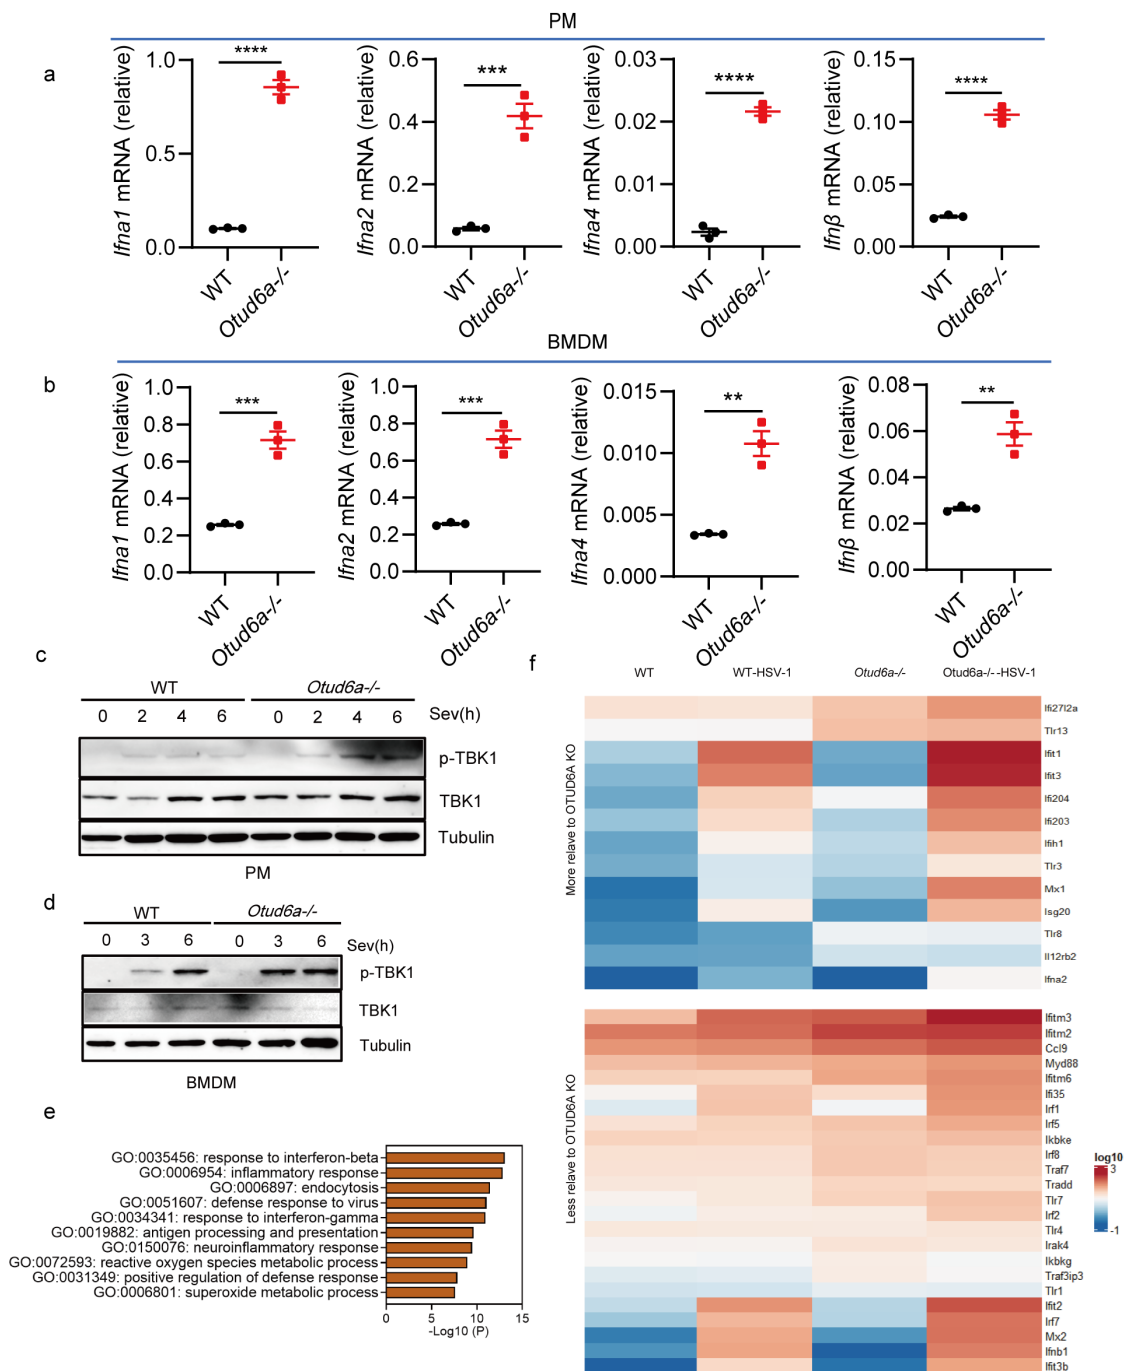 PM
a
Ifna1 mRNA (relative)
1.0
0.5
0.0
****
WT
Otud6a-/-
Ifna2 mRNA (relative)
0.6
0.4
0.2
0.0
***
WT
Otud6a-/-
Ifna4 mRNA (relative)
0.03
0.02
0.01
0.00
****
WT
Otud6a-/-
Ifnβ mRNA (relative)
0.15
0.10
0.05
0.00
****
WT
Otud6a-/-
BMDM
b
Ifna1 mRNA (relative)
1.0
0.8
0.6
0.4
0.2
0.0
***
WT
Otud6a-/-
Ifna2 mRNA (relative)
1.0
0.8
0.6
0.4
0.2
0.0
***
WT
Otud6a-/-
Ifna4 mRNA (relative)
0.015
0.010
0.005
0.000
**
WT
Otud6a-/-
Ifnβ mRNA (relative)
0.08
0.06
0.04
0.02
0.00
**
WT
Otud6a-/-
c
WT Otud6a-/-
0 2 4 6 0 2 4 6 Sev(h)
p-TBK1
TBK1
Tubulin
PM
d
WT Otud6a-/-
0 3 6 0 3 6 Sev(h)
p-TBK1
TBK1
Tubulin
BMDM
e
GO:0035456: response to interferon-beta
GO:0006954: inflammatory response
GO:0006897: endocytosis
GO:0051607: defense response to virus
GO:0034341: response to interferon-gamma
GO:0019882: antigen processing and presentation
GO:0150076: neuroinflammatory response
GO:0072593: reactive oxygen species metabolic process
GO:0031349: positive regulation of defense response
GO:0006801: superoxide metabolic process
0 5 10 15
-Log10 (P)
f
WT WT-HSV-1 Otud6a-/- Otud6a-/--HSV-1
More relave to OTUD6A KO
Ifi27l2a
Tlr13
Ifit1
Ifit3
Ifi204
Ifi203
Ifih1
Tlr3
Mx1
Isg20
Tlr8
Il12rb2
Ifna2
Less relave to OTUD6A KO
Ifitm3
Ifitm2
Ccl9
Myd88
Ifitm6
Ifi35
Irf1
Irf5
Ikbke
Irf8
Traf7
Tradd
Tlr7
Irf2
Tlr4
Irak4
Ikbkg
Traf3ip3
Tlr1
Ifit2
Irf7
Mx2
Ifnb1
Ifit3b
log10
3
-1